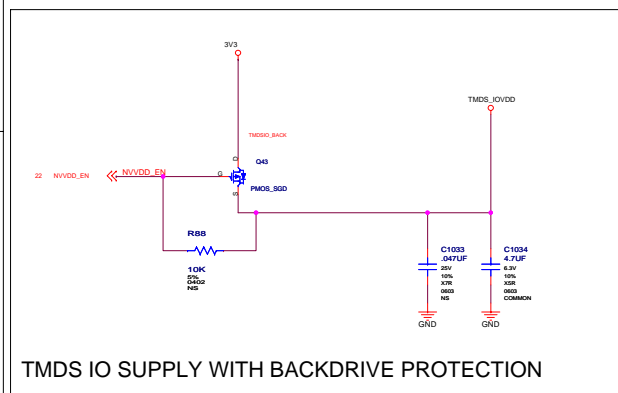 3V3
TMDS_IOVDD
TMDSIO_BACK
D
Q43
22 NVVDD_EN NVVDD_EN G
PMOS_SGD
S
R88
10K
5%
0402
NS
C1033
.047UF
25V
10%
X7R
0603
NS
C1034
4.7UF
6.3V
10%
X5R
0603
COMMON
GND
GND
TMDS IO SUPPLY WITH BACKDRIVE PROTECTION